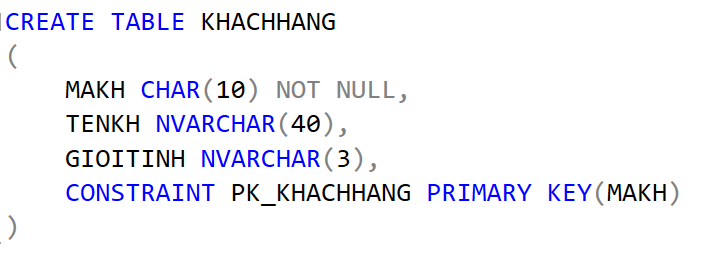 CREATE TABLE KHACHHANG
(
MAKH CHAR(10) NOT NULL,
TENKH NVARCHAR(40),
GIOITINH NVARCHAR(3),
CONSTRAINT PK_KHACHHANG PRIMARY KEY(MAKH)
)